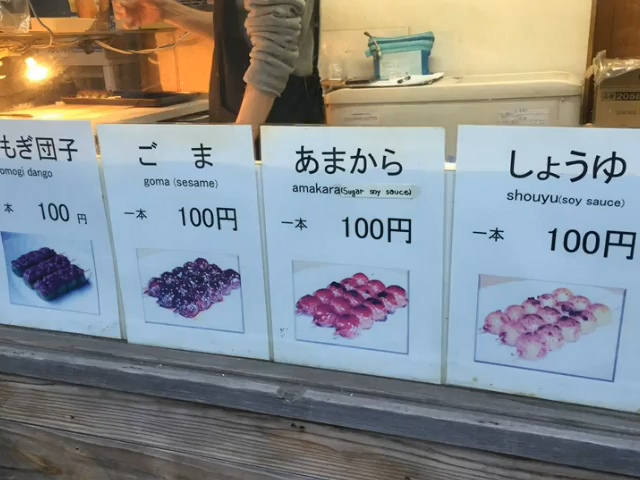 もぎ団子
omogi dango
本 100 円
ごま
goma (sesame)
一本 100円
あまから
amakara(sugar soy sauce)
一本 100円
しょうゆ
shouyu(soy sauce)
一本 100円